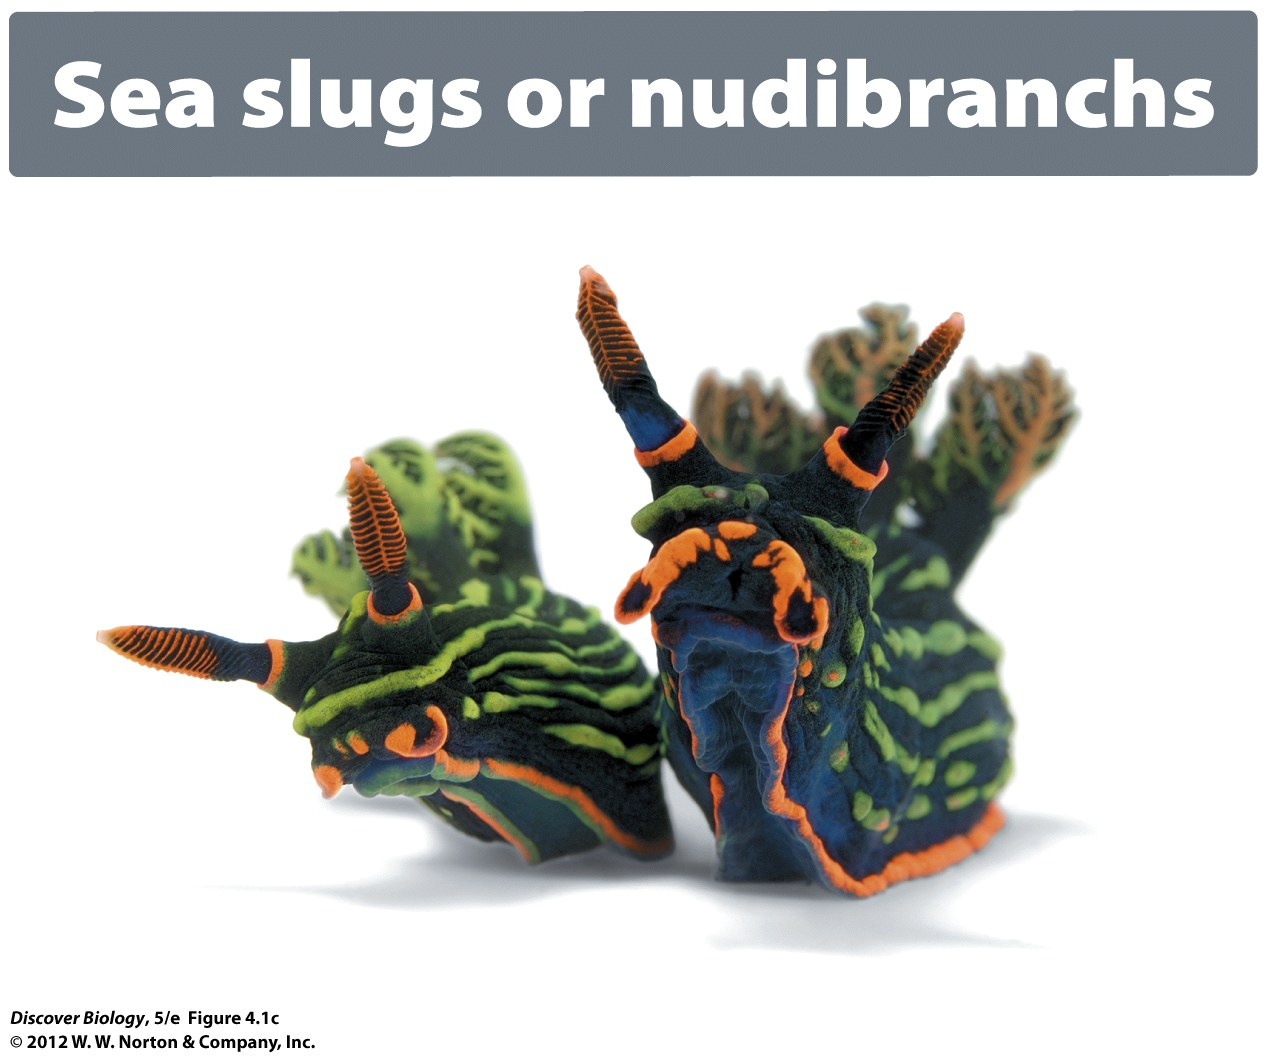 Sea slugs or nudibranchs
Discover Biology, 5/e Figure 4.1c
© 2012 W. W. Norton & Company, Inc.